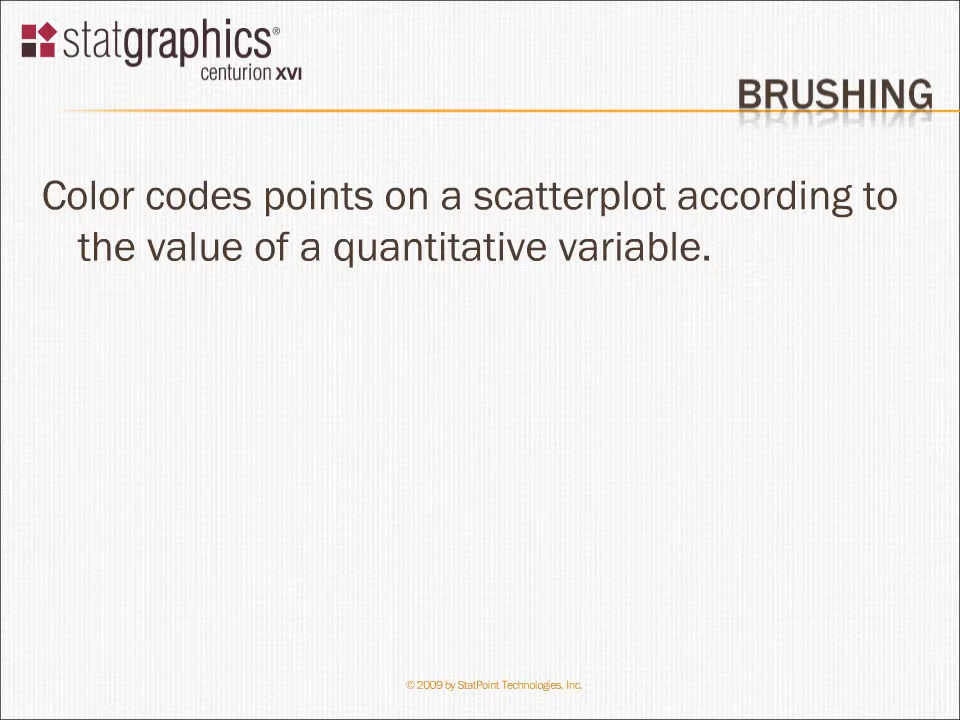 statgraphics®
centurion XVI
BRUSHING
Color codes points on a scatterplot according to
the value of a quantitative variable.
© 2009 by StatPoint Technologies, Inc.